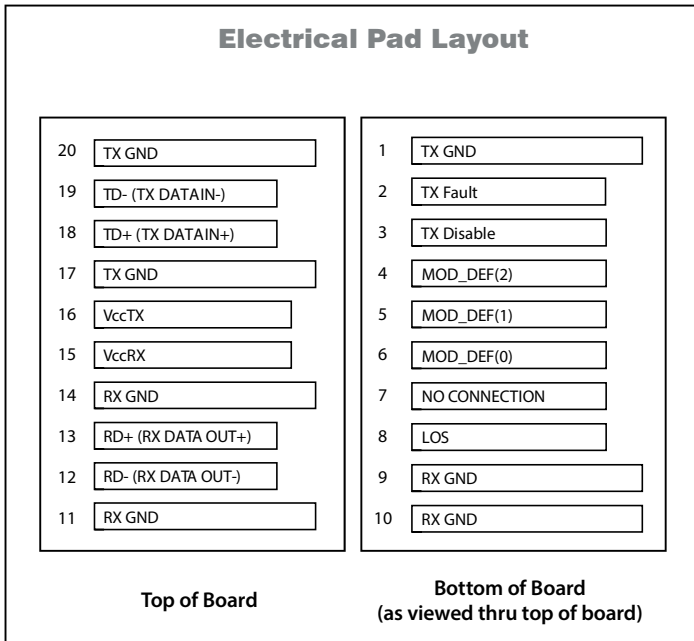 Electrical Pad Layout
20 TX GND
19 TD- (TX DATAIN-)
18 TD+ (TX DATAIN+)
17 TX GND
16 VccTX
15 VccRX
14 RX GND
13 RD+ (RX DATA OUT+)
12 RD- (RX DATA OUT-)
11 RX GND
Top of Board
1 TX GND
2 TX Fault
3 TX Disable
4 MOD_DEF(2)
5 MOD_DEF(1)
6 MOD_DEF(0)
7 NO CONNECTION
8 LOS
9 RX GND
10 RX GND
Bottom of Board
(as viewed thru top of board)